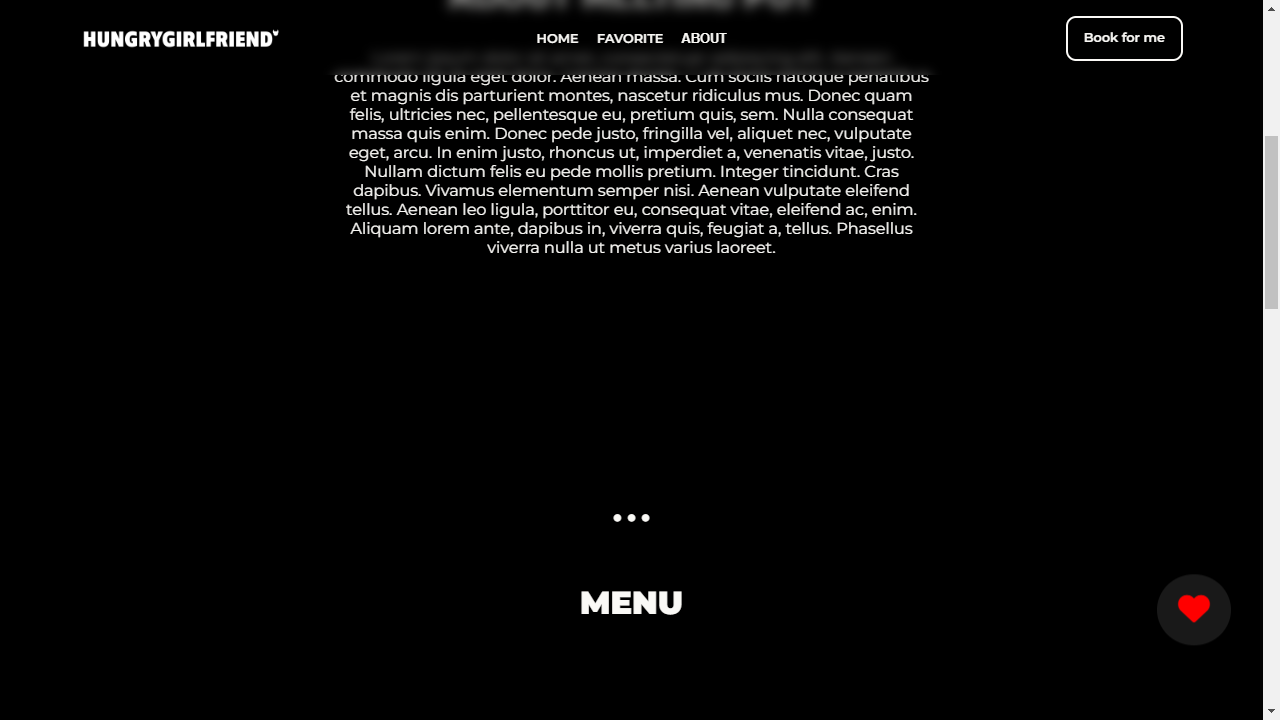 ABOUT MELTING POT
HUNGRYGIRLFRIEND
HOME FAVORITE ABOUT
Book for me
commodo ligula eget dolor. Aenean massa. Cum sociis natoque penatibus
et magnis dis parturient montes, nascetur ridiculus mus. Donec quam
felis, ultricies nec, pellentesque eu, pretium quis, sem. Nulla consequat
massa quis enim. Donec pede justo, fringilla vel, aliquet nec, vulputate
eget, arcu. In enim justo, rhoncus ut, imperdiet a, venenatis vitae, justo.
Nullam dictum felis eu pede mollis pretium. Integer tincidunt. Cras
dapibus. Vivamus elementum semper nisi. Aenean vulputate eleifend
tellus. Aenean leo ligula, porttitor eu, consequat vitae, eleifend ac, enim.
Aliquam lorem ante, dapibus in, viverra quis, feugiat a, tellus. Phasellus
viverra nulla ut metus varius laoreet.
MENU